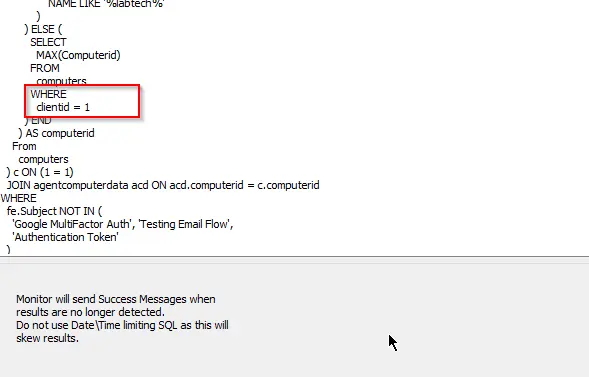 NAME LIKE '%labtech%'
)
) ELSE (
SELECT
MAX(Computerid)
FROM
computers
WHERE
clientid = 1
) END
) AS computerid
From
computers
) c ON (1 = 1)
JOIN agentcomputerdata acd ON acd.computerid = c.computerid
WHERE
fe.Subject NOT IN (
'Google MultiFactor Auth', 'Testing Email Flow',
'Authentication Token'
)
Monitor will send Success Messages when
results are no longer detected.
Do not use Date\Time limiting SQL as this will
skew results.